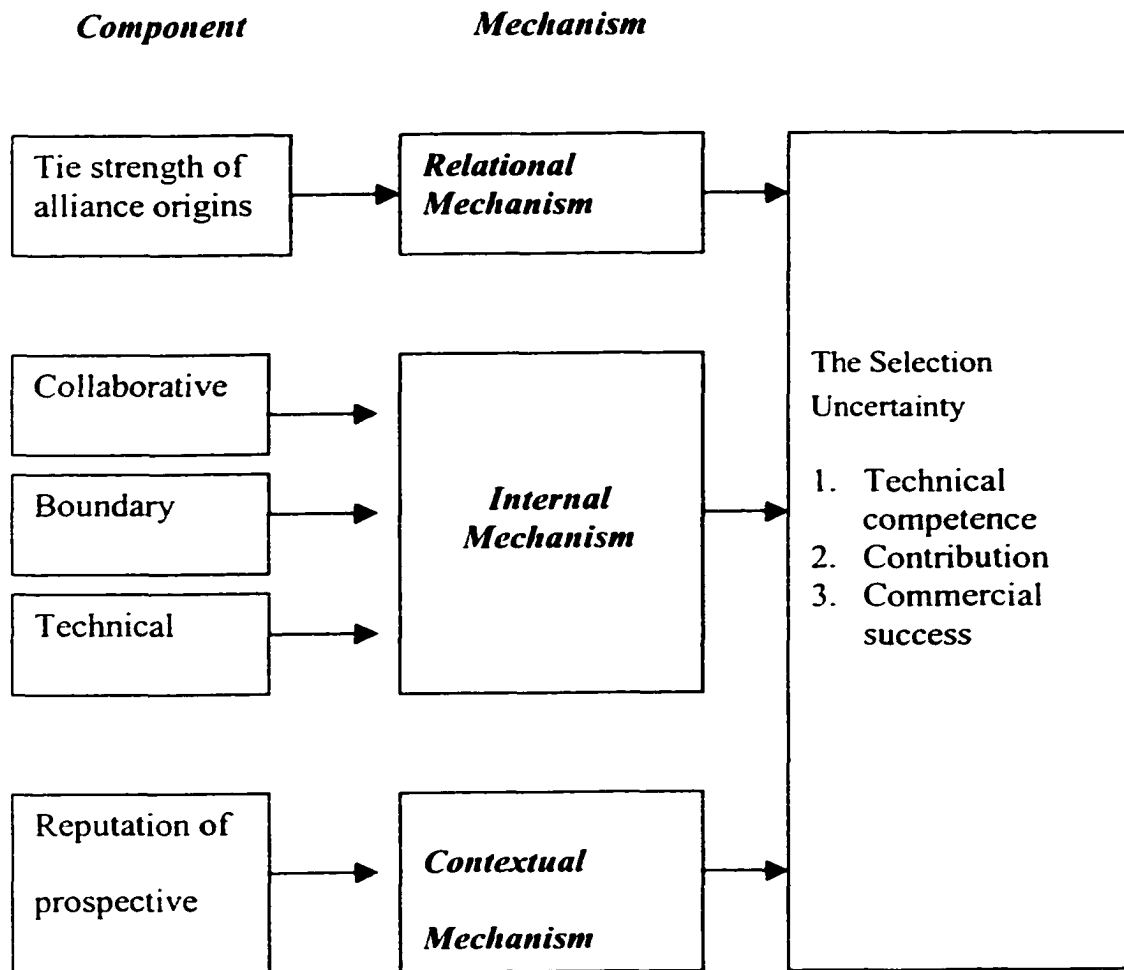 Component
Mechanism
Tie strength of
alliance origins
Relational
Mechanism
Collaborative
Boundary
Technical
Internal
Mechanism
Reputation of
prospective
Contextual
Mechanism
The Selection
Uncertainty
1. Technical
competence
2. Contribution
3. Commercial
success